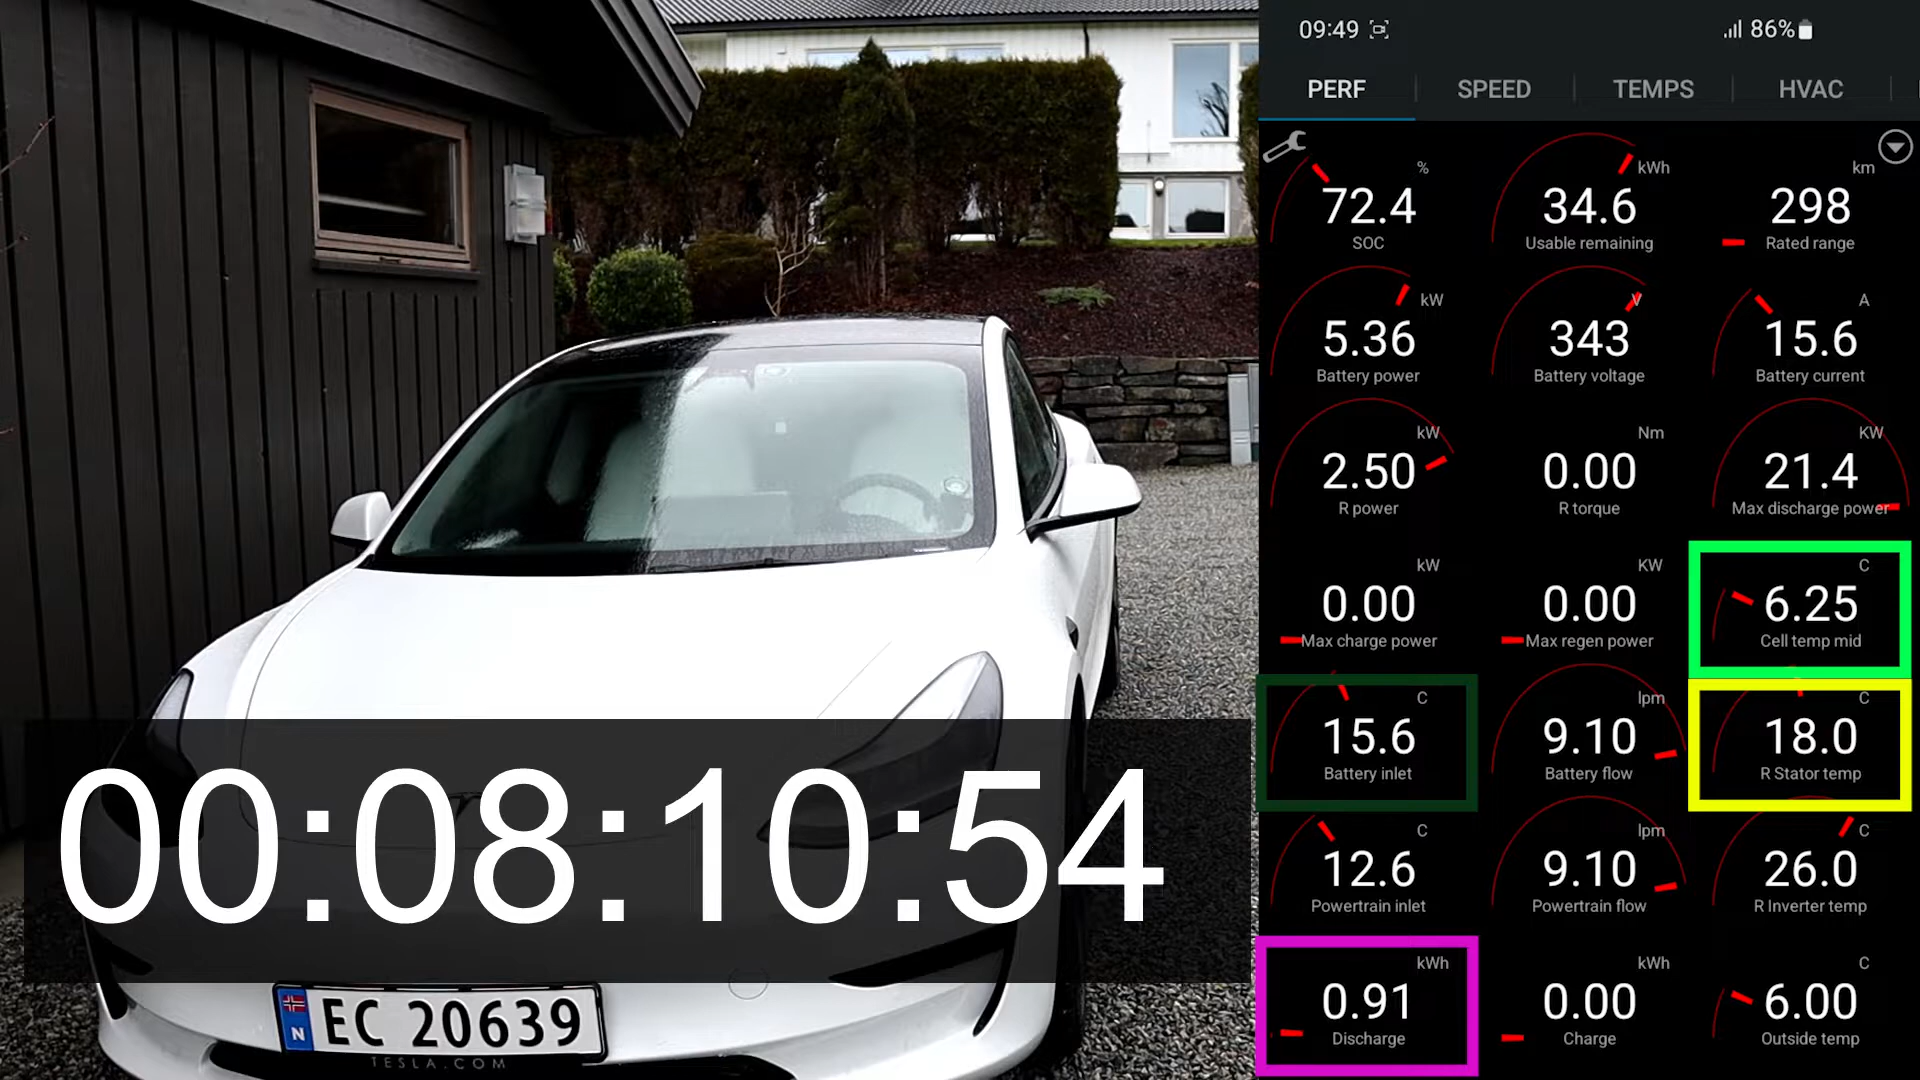 09:49 86%
PERF SPEED TEMPS HVAC
% kWh km
72.4 34.6 298
SOC Usable remaining Rated range
kW V A
5.36 343 15.6
Battery power Battery voltage Battery current
kW Nm KW
2.50 0.00 21.4
R power R torque Max discharge power
kW KW C
0.00 0.00 6.25
Max charge power Max regen power Cell temp mid
C lpm C
15.6 9.10 18.0
Battery inlet Battery flow R Stator temp
C lpm C
12.6 9.10 26.0
Powertrain inlet Powertrain flow R Inverter temp
kWh kWh C
0.91 0.00 6.00
Discharge Charge Outside temp
00:08:10:54
N EC 20639
TESLA.COM